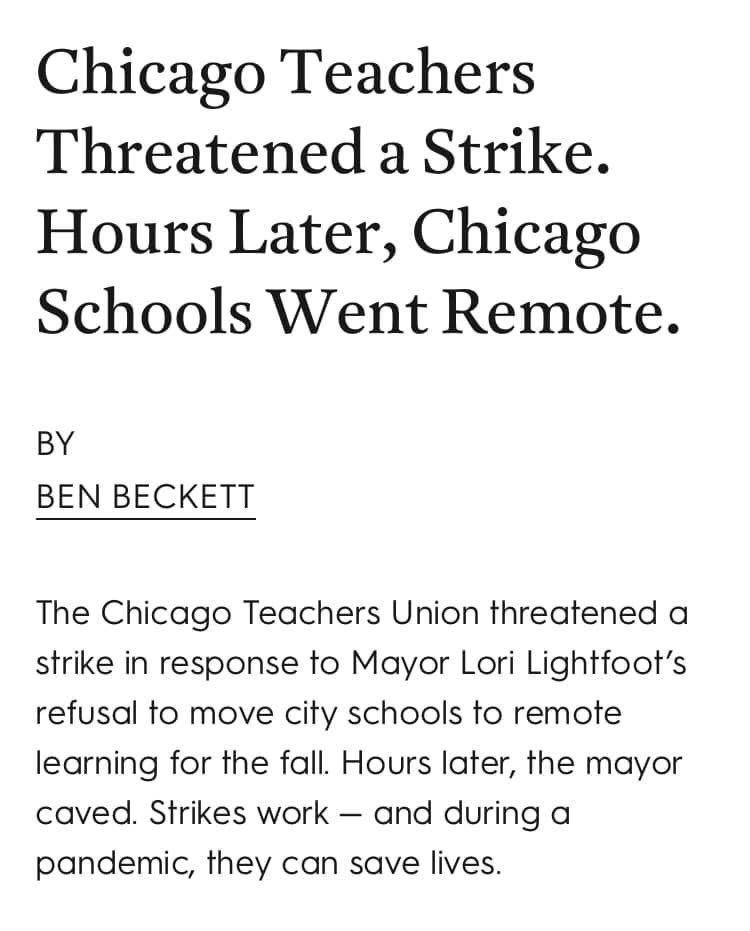 Chicago Teachers
Threatened a Strike.
Hours Later, Chicago
Schools Went Remote.
BY
BEN BECKETT
The Chicago Teachers Union threatened a
strike in response to Mayor Lori Lightfoot’s
refusal to move city schools to remote
learning for the fall. Hours later, the mayor
caved. Strikes work — and during a
pandemic, they can save lives.